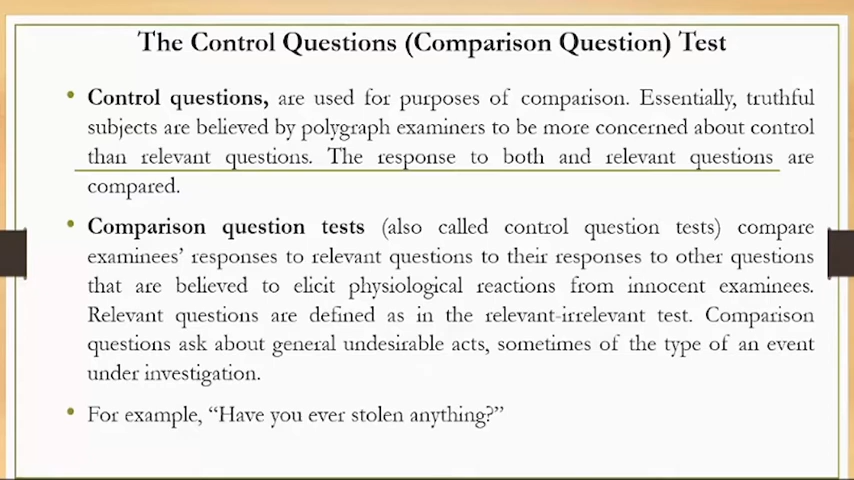 The Control Questions (Comparison Question) Test
• Control questions, are used for purposes of comparison. Essentially, truthful
subjects are believed by polygraph examiners to be more concerned about control
than relevant questions. The response to both and relevant questions are
compared.
• Comparison question tests (also called control question tests) compare
examinees’ responses to relevant questions to their responses to other questions
that are believed to elicit physiological reactions from innocent examinees.
Relevant questions are defined as in the relevant-irrelevant test. Comparison
questions ask about general undesirable acts, sometimes of the type of an event
under investigation.
• For example, “Have you ever stolen anything?”